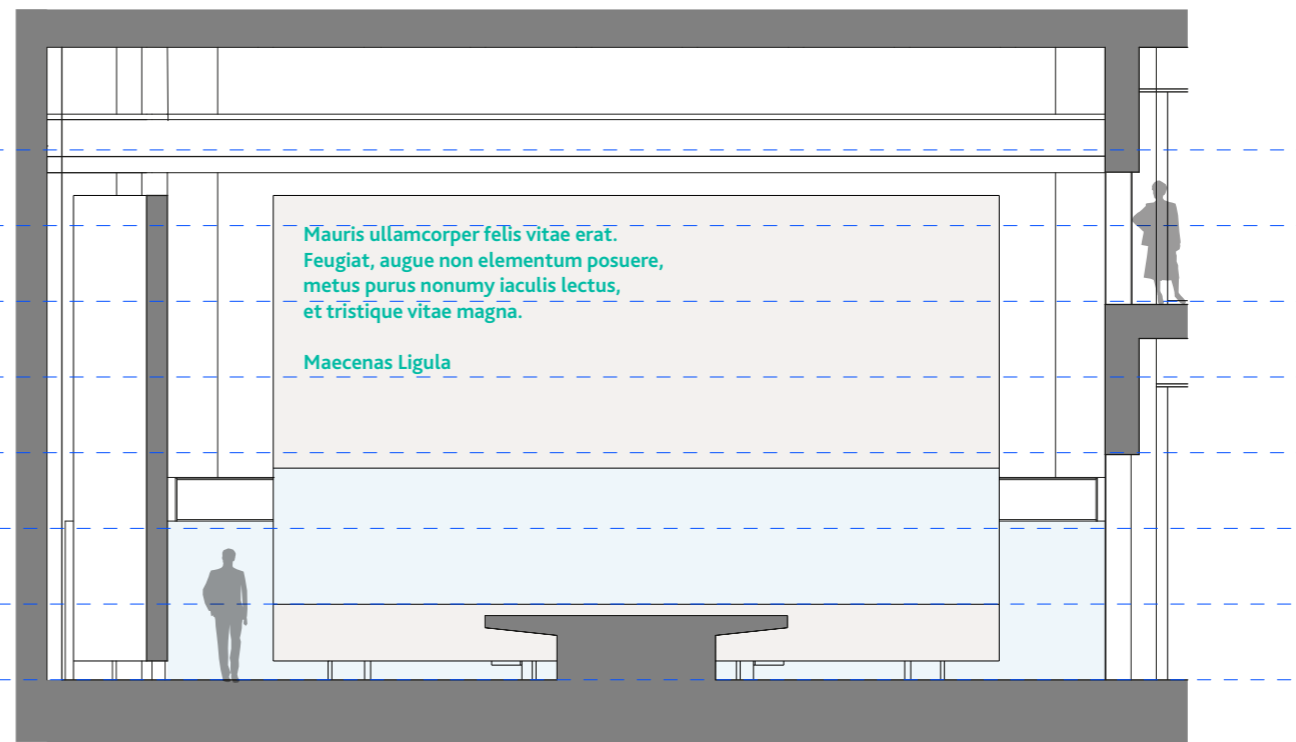 Mauris ullamcorper felis vitae erat.
Feugiat, augue non elementum posuere,
metus purus nonumy iaculis lectus,
et tristique vitae magna.
Maecenas Ligula